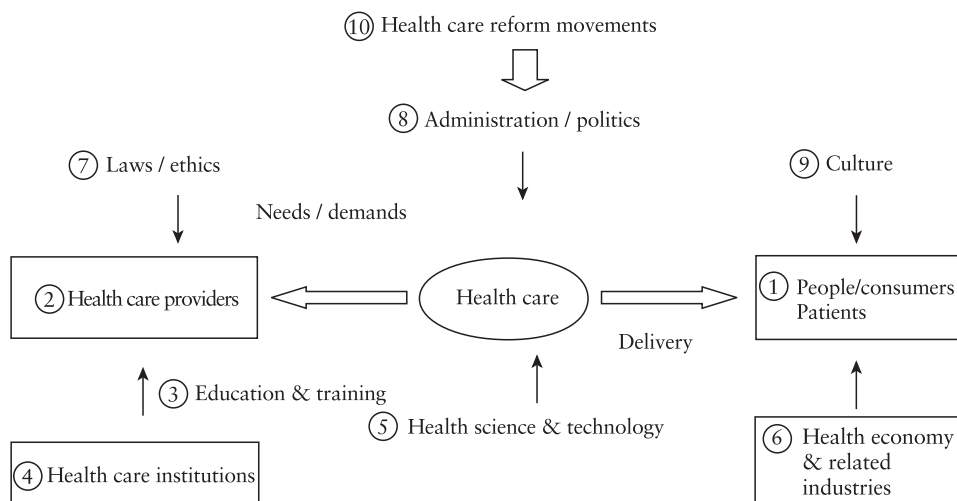 ⑩ Health care reform movements
⑧ Administration / politics
⑦ Laws / ethics
⑨ Culture
Needs / demands
② Health care providers
Health care
① People/consumers
Patients
Delivery
③ Education & training
⑤ Health science & technology
④ Health care institutions
⑥ Health economy
& related
industries